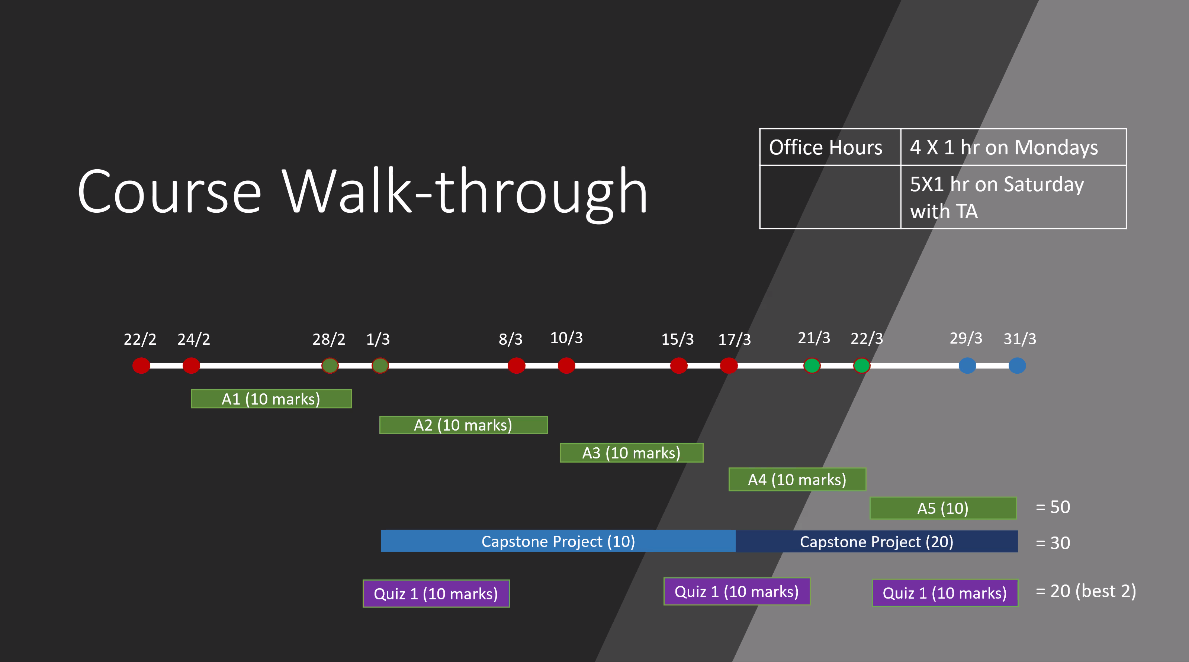 Course Walk-through
Office Hours
4 X 1 hr on Mondays
5X1 hr on Saturday
with TA
22/2
24/2
28/2
1/3
8/3
10/3
15/3
17/3
21/3
22/3
29/3
31/3
A1 (10 marks)
A2 (10 marks)
A3 (10 marks)
A4 (10 marks)
A5 (10)
= 50
Capstone Project (10)
Capstone Project (20)
= 30
Quiz 1 (10 marks)
Quiz 1 (10 marks)
Quiz 1 (10 marks)
= 20 (best 2)